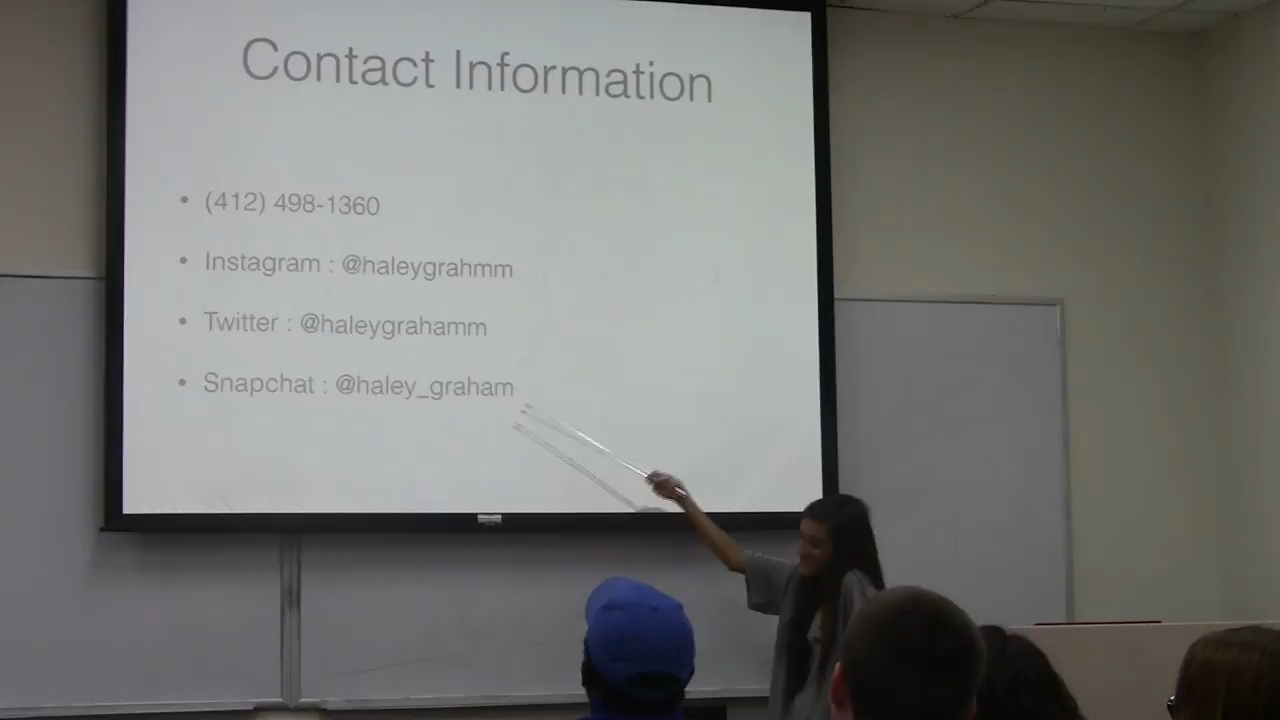 Contact Information
• (412) 498-1360
• Instagram : @haleygrahmm
• Twitter : @haleygrahamm
• Snapchat : @haley_graham